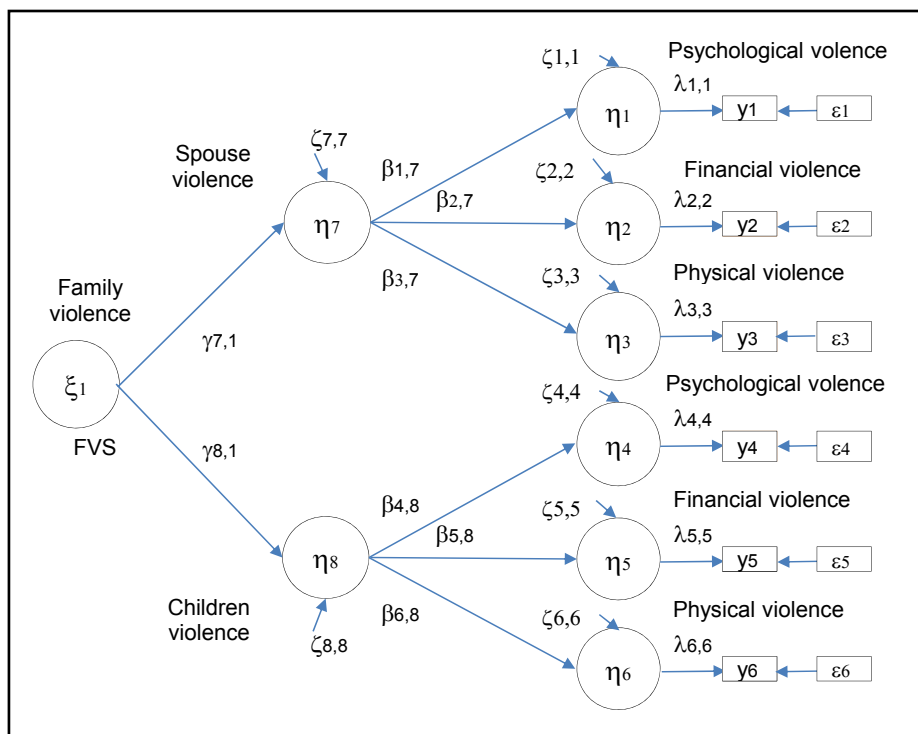 Psychological volence
ζ1,1
λ1,1
η1
y1
ε1
Spouse
violence
ζ7,7
β1,7
Financial violence
ζ2,2
λ2,2
β2,7
η7
η2
y2
ε2
β3,7
Physical violence
ζ3,3
λ3,3
η3
y3
ε3
Family
violence
γ7,1
ξ1
FVS
γ8,1
Psychological volence
ζ4,4
λ4,4
η4
y4
ε4
β4,8
Financial violence
ζ5,5
λ5,5
β5,8
η8
η5
y5
ε5
β6,8
Children
violence
ζ8,8
Physical violence
ζ6,6
λ6,6
η6
y6
ε6